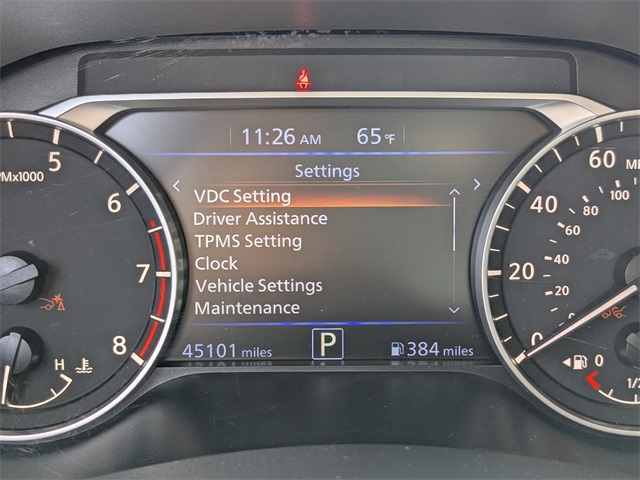 11:26 AM 65°F
Settings
VDC Setting
Driver Assistance
TPMS Setting
Clock
Vehicle Settings
Maintenance
45101 miles P 384 miles
5
6
7
8
H
60
100
40
80
60
20
40
20
0
0